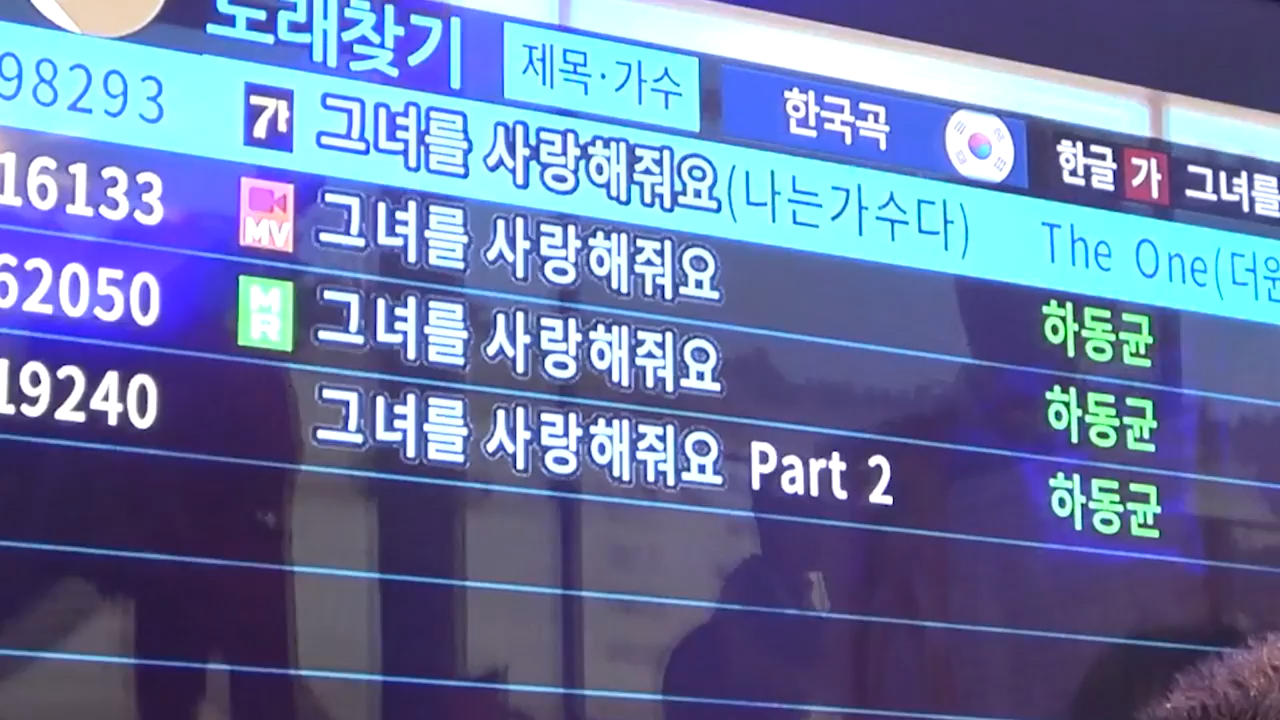 노래찾기 제목·가수 한국곡 한글 가 그녀를
98293 가 그녀를 사랑해줘요(나는가수다) The One(더원
16133 MV 그녀를 사랑해줘요 하동균
62050 MR 그녀를 사랑해줘요 하동균
19240 그녀를 사랑해줘요 Part 2 하동균